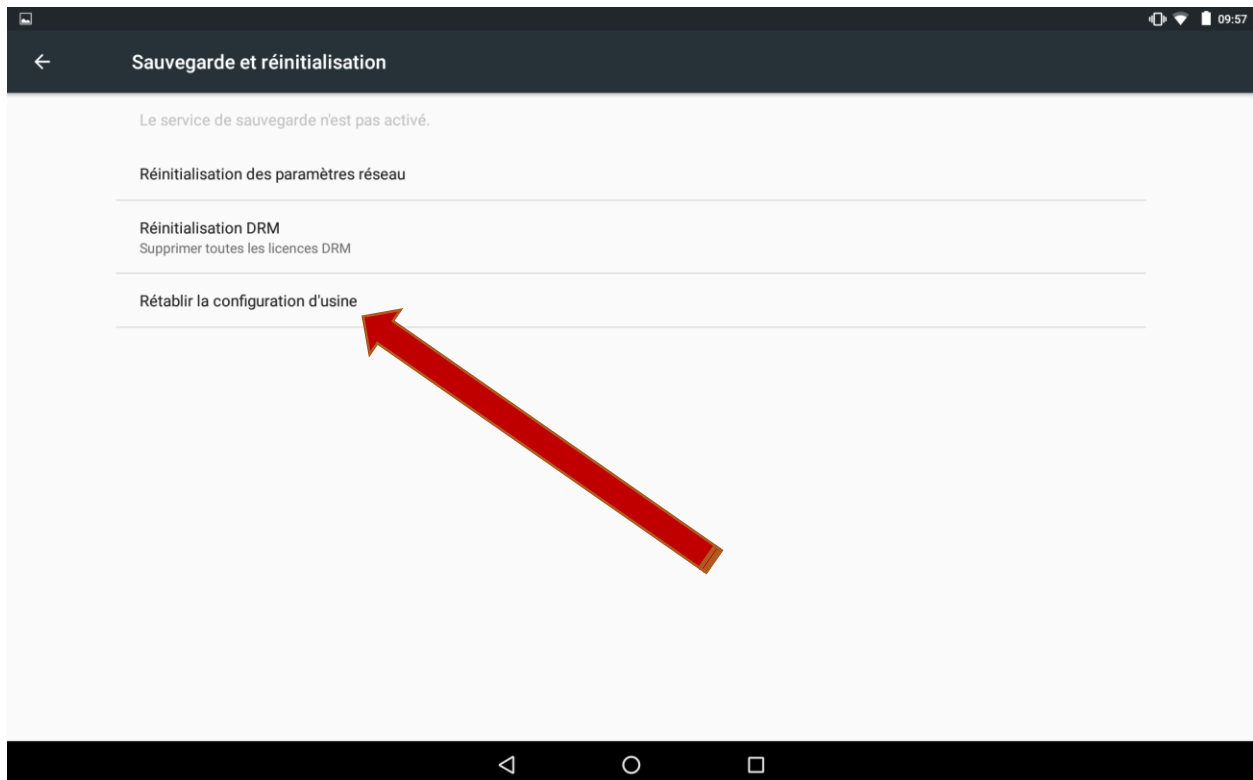 09:57
Sauvegarde et réinitialisation
Le service de sauvegarde n'est pas activé.
Réinitialisation des paramètres réseau
Réinitialisation DRM
Supprimer toutes les licences DRM
Rétablir la configuration d'usine